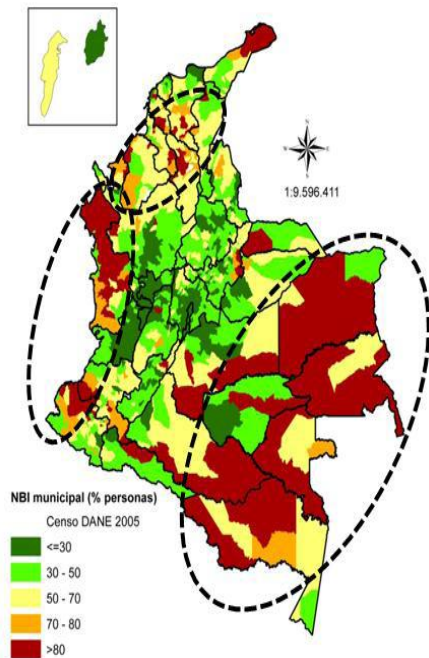 1:9.596.411
NBI municipal (% personas)
Censo DANE 2005
<=30
30 - 50
50 - 70
70 - 80
>80